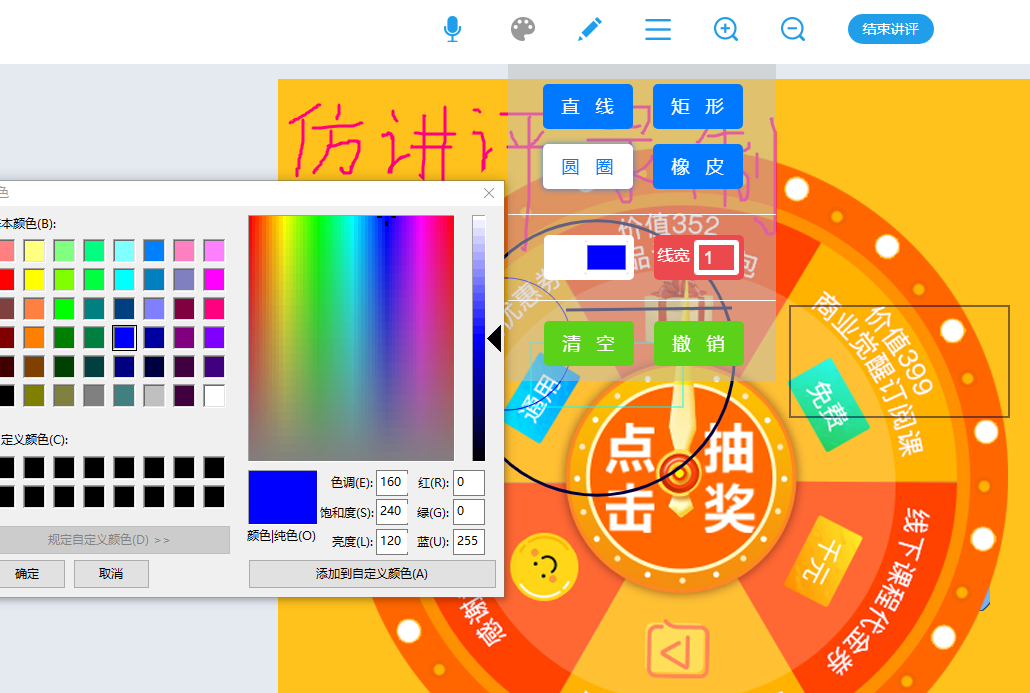 结束讲评
直 线
矩 形
仿讲评
制
圆 圈
橡 皮
色
本颜色(B):
价值352
品
包
线宽 1
优惠券
清 空
撤 销
价值399
商业觉醒订阅课
通用
免费
定义颜色(C):
点 抽
击 奖
色调(E): 160 红(R): 0
饱和度(S): 240 绿(G): 0
颜色|纯色(O) 亮度(L): 120 蓝(U): 255
规定自定义颜色(D) >>
确定 取消 添加到自定义颜色(A)
千元
线下课程代金券
感谢